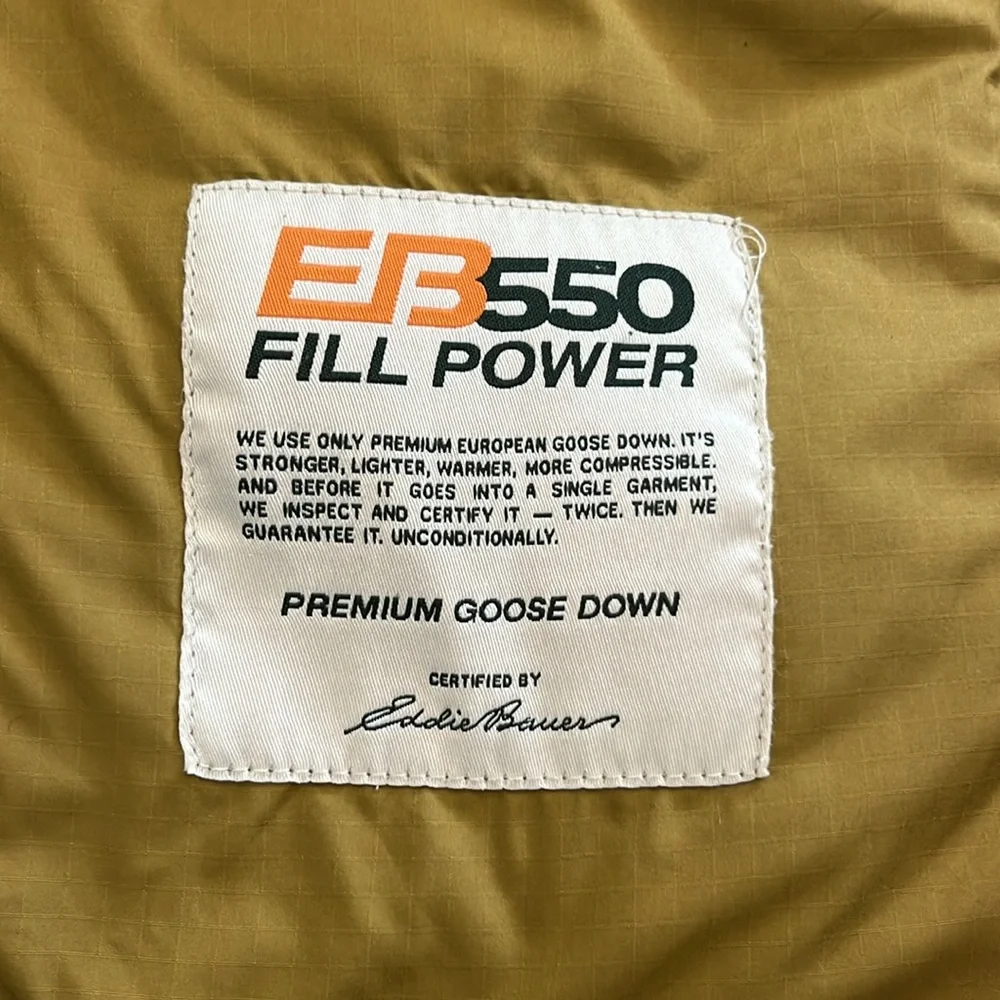 EB550
FILL POWER
WE USE ONLY PREMIUM EUROPEAN GOOSE DOWN. IT'S
STRONGER, LIGHTER, WARMER, MORE COMPRESSIBLE.
AND BEFORE IT GOES INTO A SINGLE GARMENT,
WE INSPECT AND CERTIFY IT — TWICE. THEN WE
GUARANTEE IT. UNCONDITIONALLY.
PREMIUM GOOSE DOWN
CERTIFIED BY
Eddie Bauer